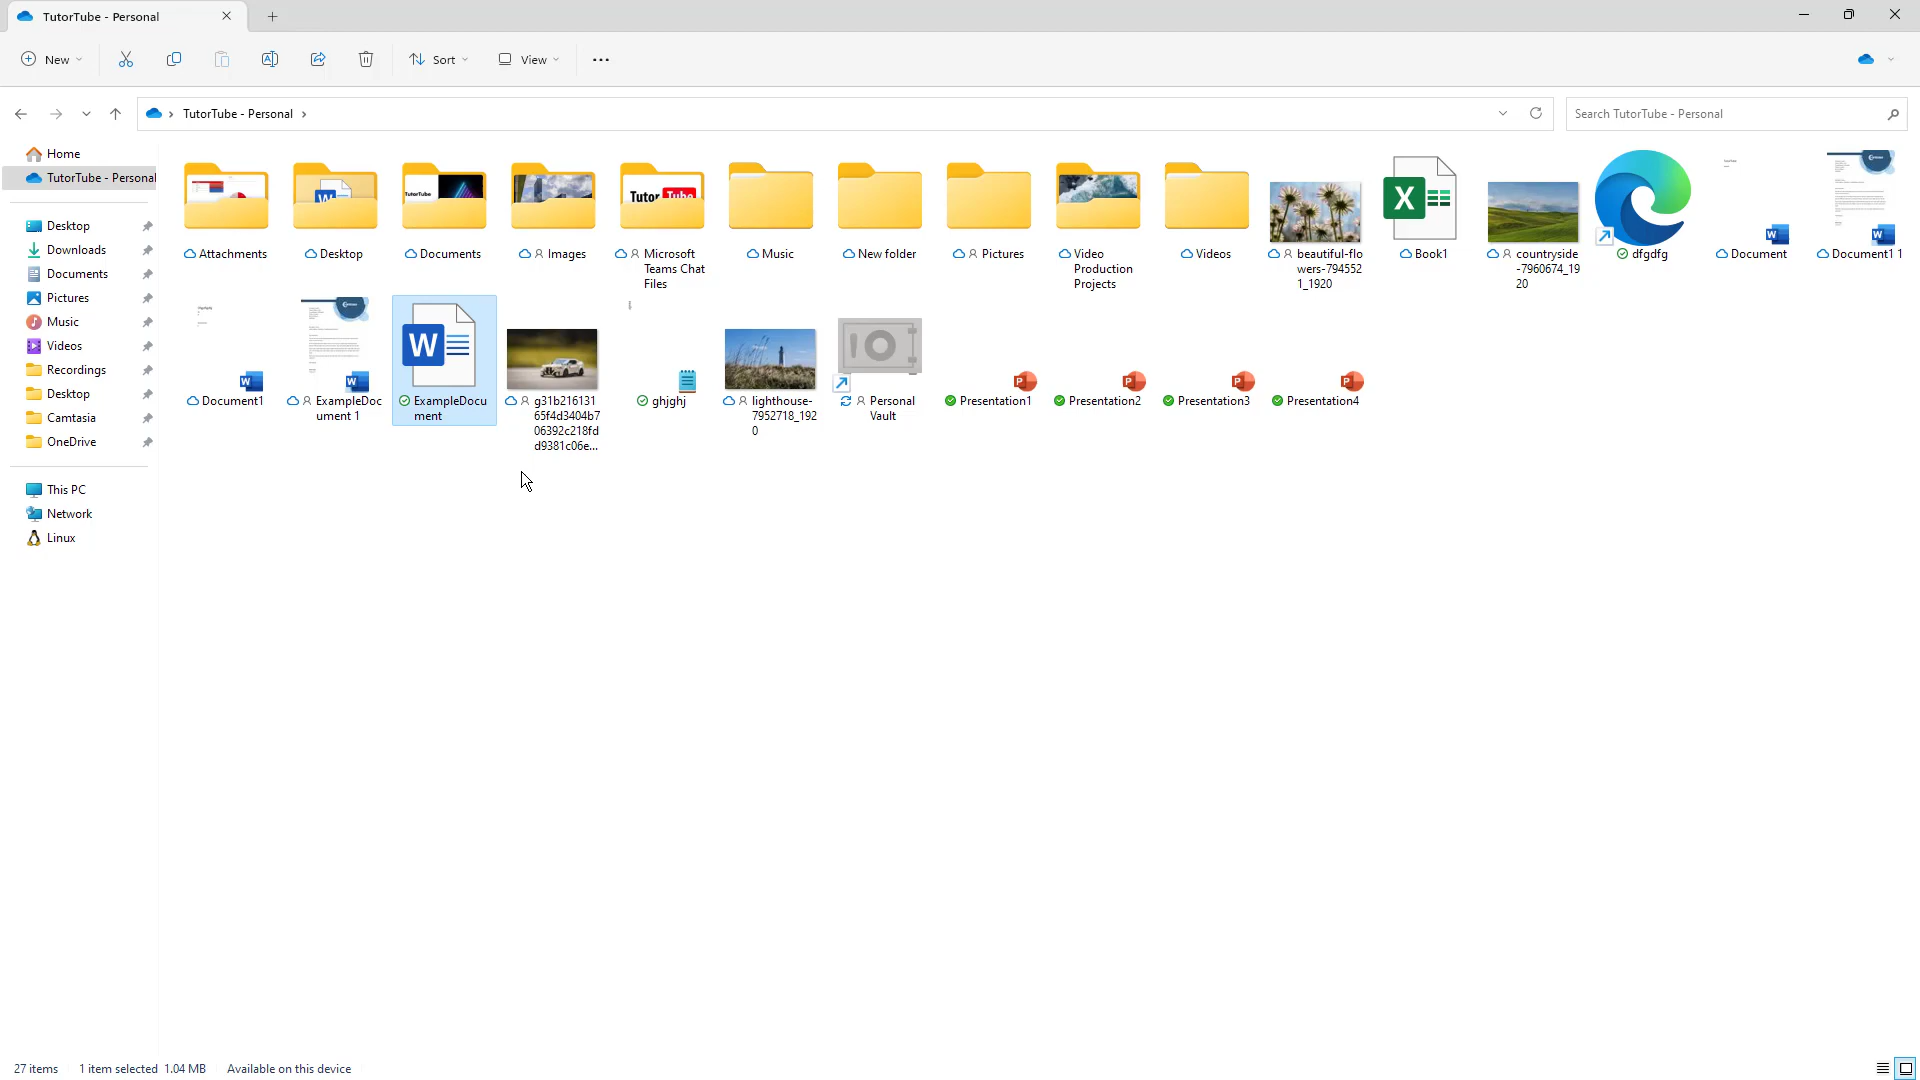 TutorTube - Personal
New
Sort
View
TutorTube - Personal
Search TutorTube - Personal
Home
TutorTube - Personal
Desktop
Downloads
Documents
Pictures
Music
Videos
Recordings
Desktop
Camtasia
OneDrive
This PC
Network
Linux
Attachments
Desktop
TutorTube
Documents
Images
Tutor Tube
Microsoft
Teams Chat
Files
Music
New folder
Pictures
Video
Production
Projects
Videos
beautiful-flo
wers-794552
1_1920
Book1
countryside
-7960674_19
20
dfgdfg
Document
Document1 1
Document1
ExampleDoc
ument 1
ExampleDocu
ment
g31b216131
65f4d3404b7
06392c218fd
d9381c06e...
ghjghj
lighthouse-
7952718_192
0
Personal
Vault
Presentation1
Presentation2
Presentation3
Presentation4
27 items
1 item selected 1.04 MB
Available on this device